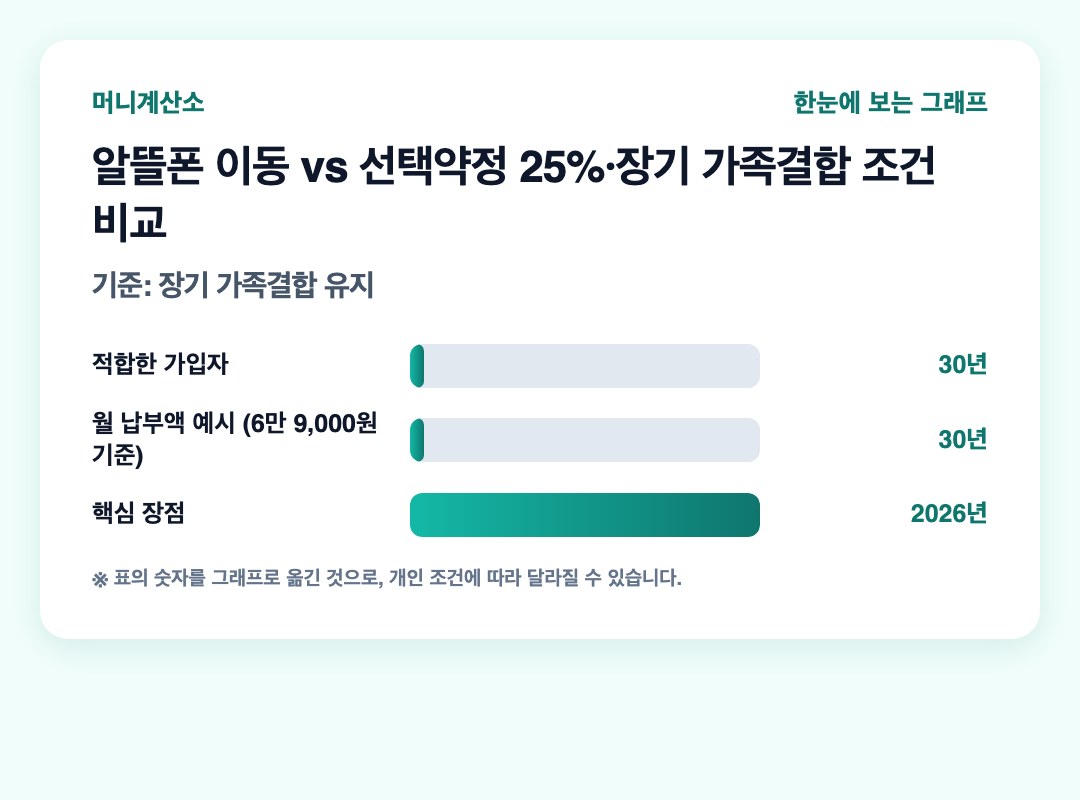 머니계산소
한눈에 보는 그래프
알뜰폰 이동 vs 선택약정 25%·장기 가족결합 조건
비교
기준: 장기 가족결합 유지
적합한 가입자
30년
월 납부액 예시 (6만 9,000원
기준)
30년
핵심 장점
2026년
※ 표의 숫자를 그래프로 옮긴 것으로, 개인 조건에 따라 달라질 수 있습니다.